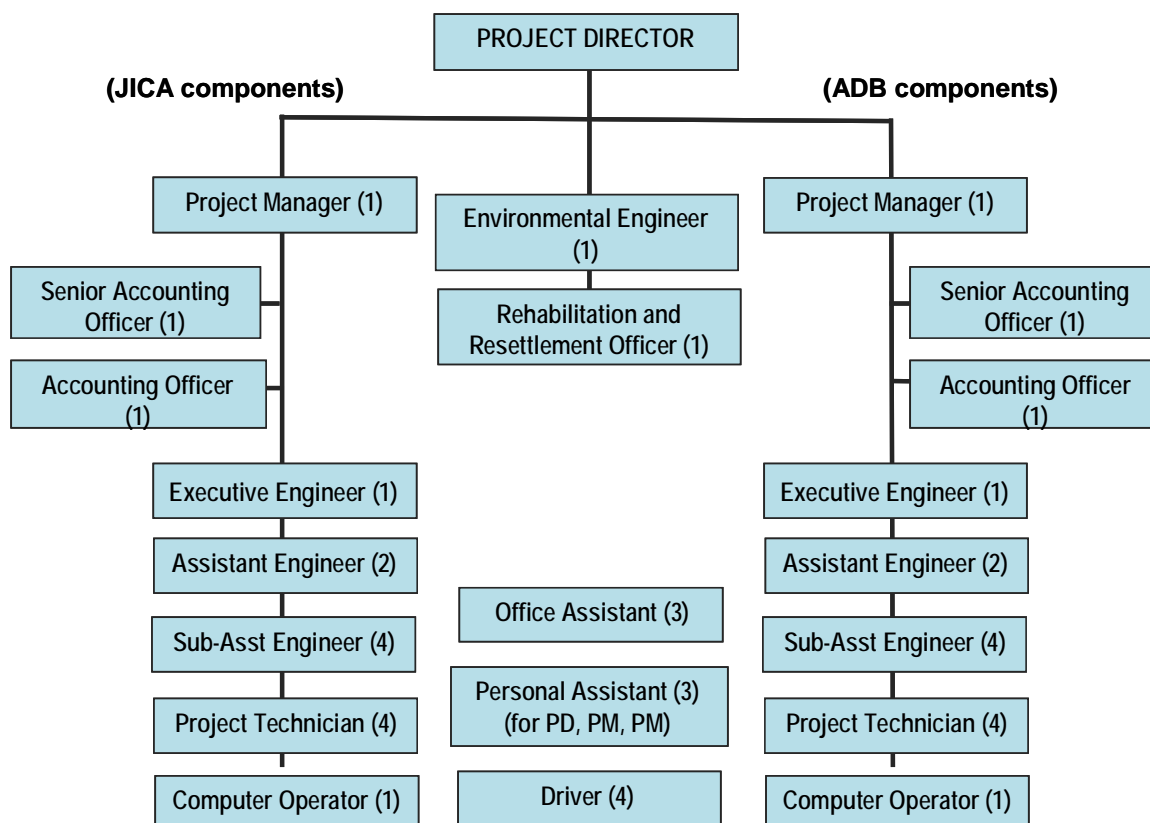 PROJECT DIRECTOR
(JICA components)
(ADB components)
Project Manager (1)
Environmental Engineer
(1)
Project Manager (1)
Senior Accounting
Officer (1)
Rehabilitation and
Resettlement Officer (1)
Senior Accounting
Officer (1)
Accounting Officer
(1)
Accounting Officer
(1)
Executive Engineer (1)
Executive Engineer (1)
Assistant Engineer (2)
Assistant Engineer (2)
Office Assistant (3)
Sub-Asst Engineer (4)
Sub-Asst Engineer (4)
Personal Assistant (3)
(for PD, PM, PM)
Project Technician (4)
Project Technician (4)
Computer Operator (1)
Driver (4)
Computer Operator (1)